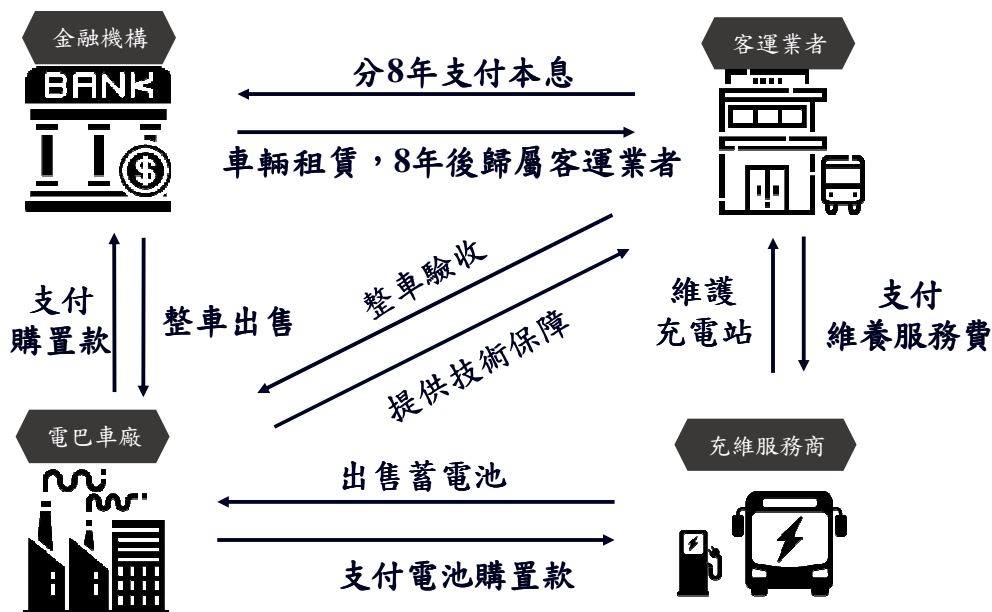 金融機構
BANK
$
客運業者
分8年支付本息
車輛租賃，8年後歸屬客運業者
支付
購置款
整車出售
整車驗收
提供技術保障
維護
充電站
支付
維養服務費
電巴車廠
充維服務商
出售蓄電池
支付電池購置款